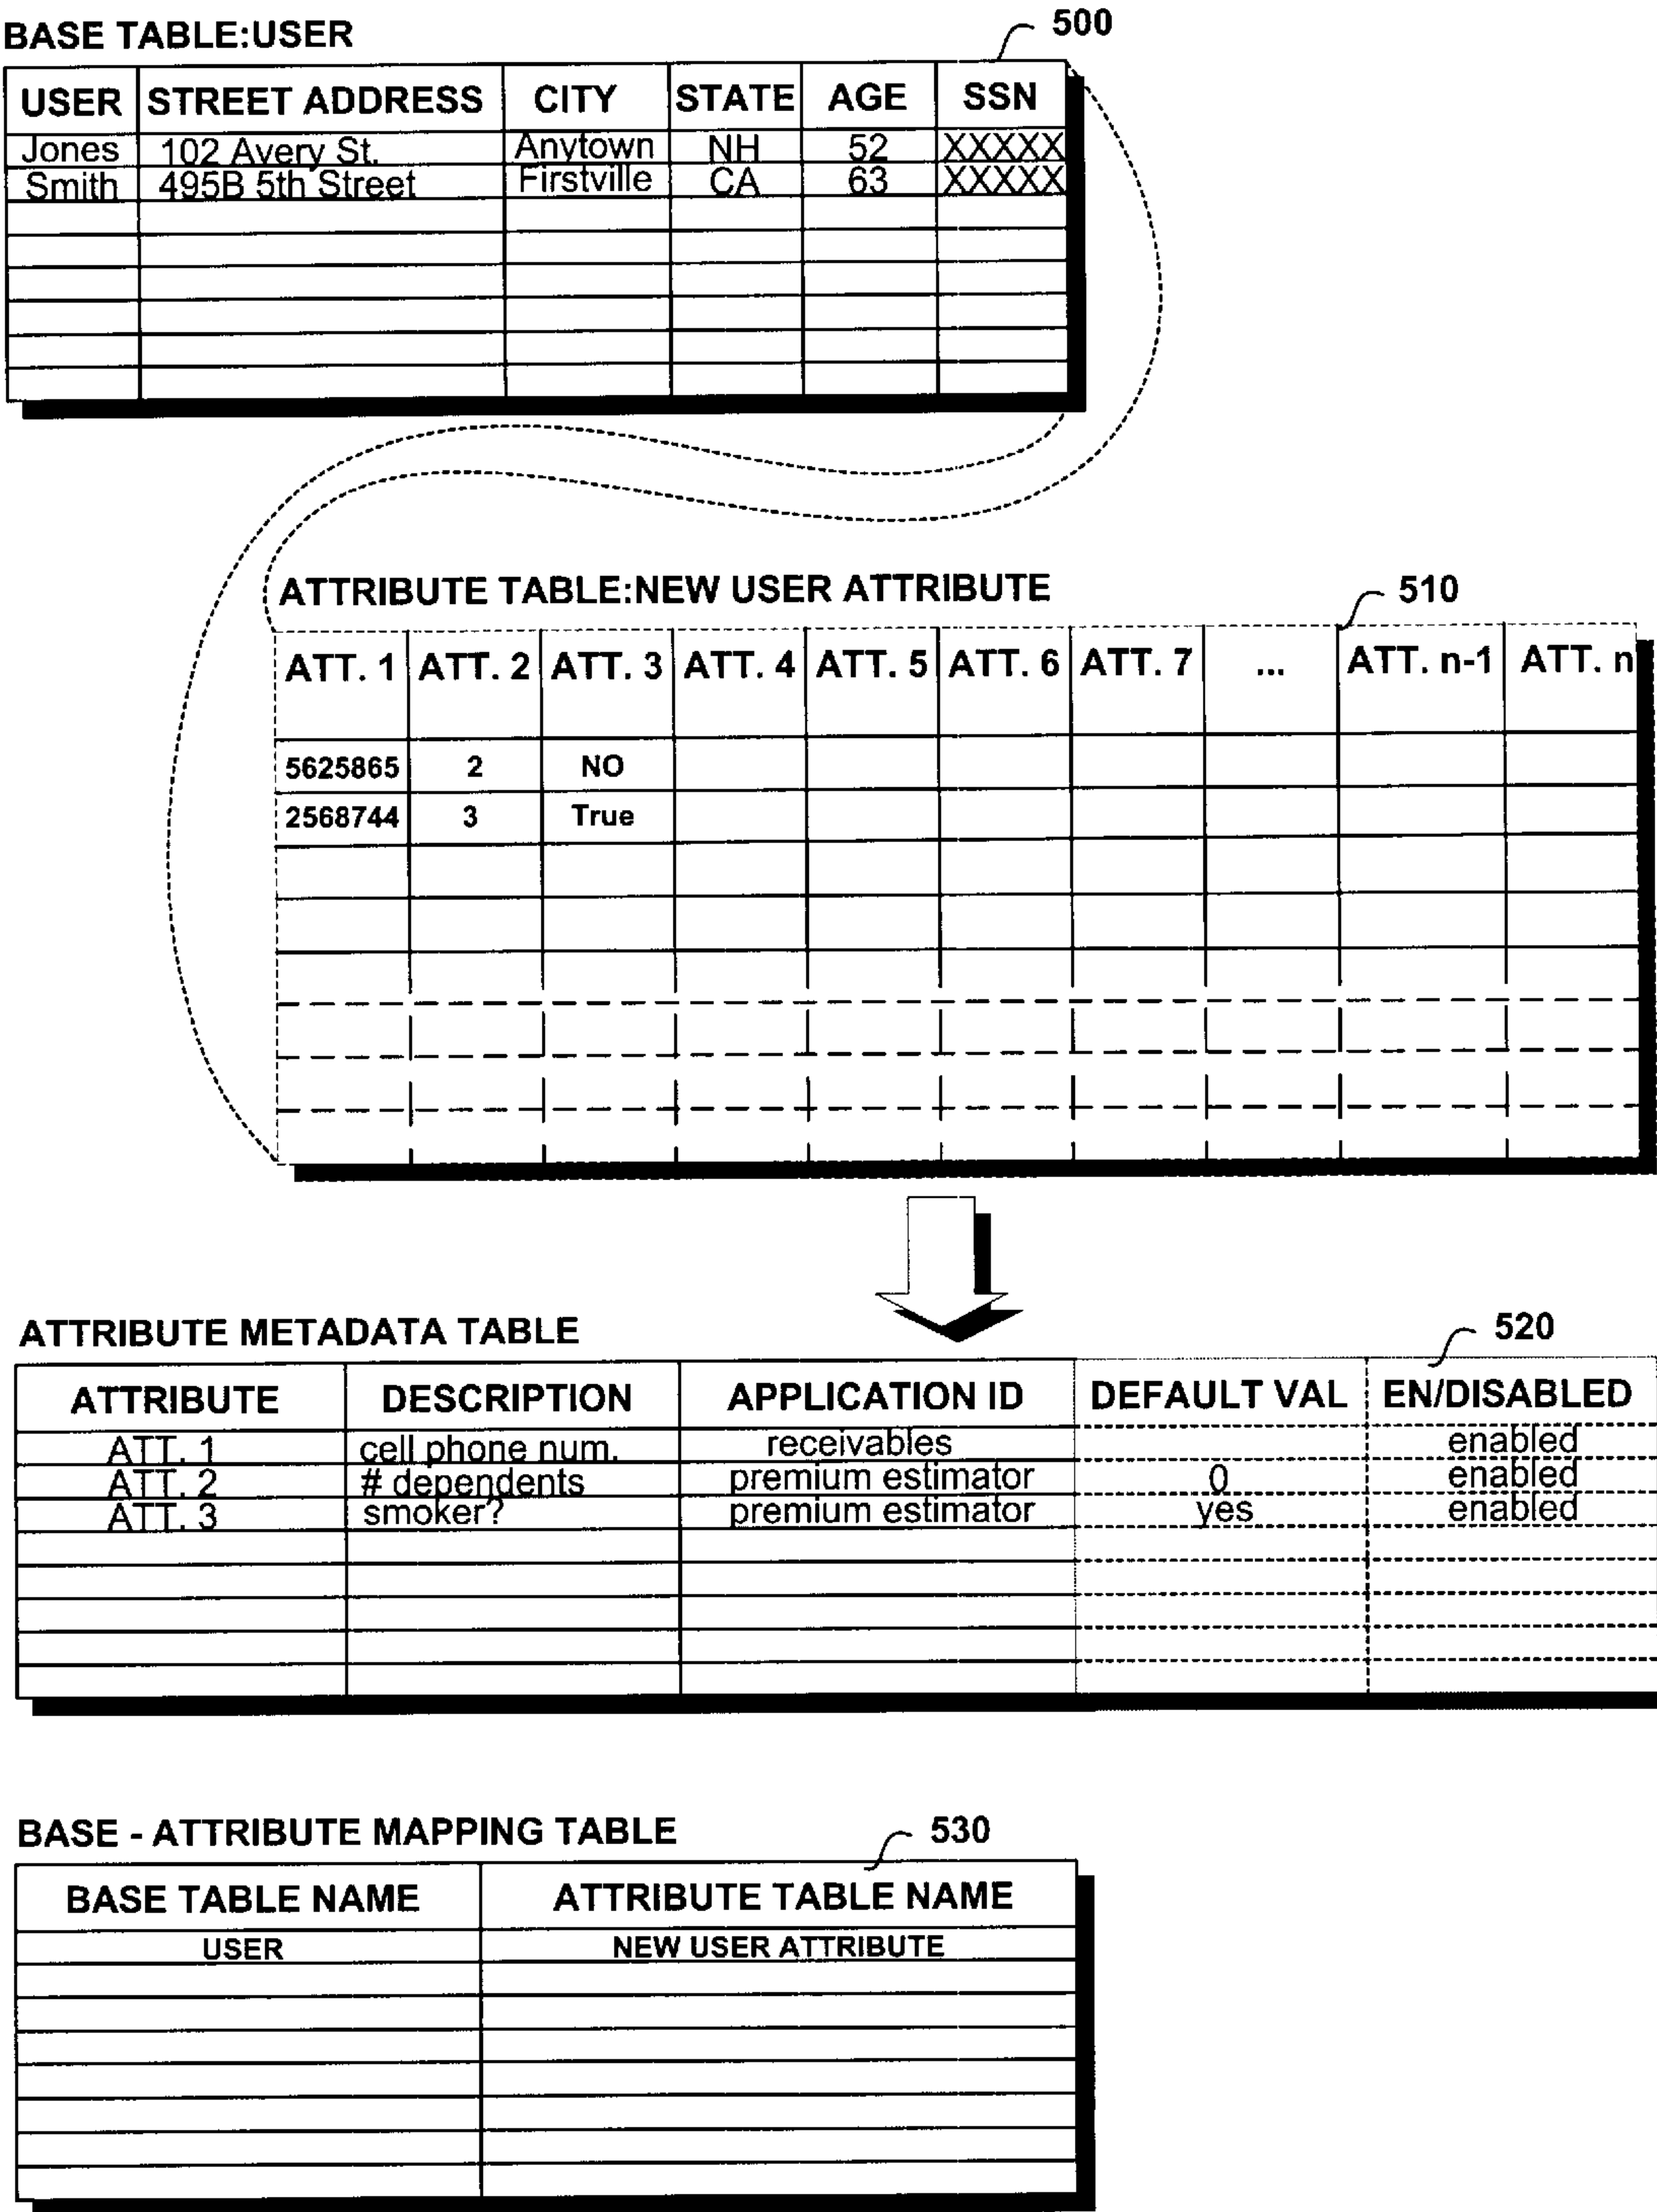 BASE TABLE:USER
500
USER STREET ADDRESS CITY STATE AGE SSN
Jones 102 Avery St. Anytown NH 52 XXXXX
Smith 495B 5th Street Firstville CA 63 XXXXX
ATTRIBUTE TABLE:NEW USER ATTRIBUTE
510
ATT. 1 ATT. 2 ATT. 3 ATT. 4 ATT. 5 ATT. 6 ATT. 7 ... ATT. n-1 ATT. n
5625865 2 NO
2568744 3 True
ATTRIBUTE METADATA TABLE
520
ATTRIBUTE DESCRIPTION APPLICATION ID DEFAULT VAL EN/DISABLED
ATT. 1 cell phone num. receivables enabled
ATT. 2 # dependents premium estimator 0 enabled
ATT. 3 smoker? premium estimator yes enabled
BASE - ATTRIBUTE MAPPING TABLE
530
BASE TABLE NAME ATTRIBUTE TABLE NAME
USER NEW USER ATTRIBUTE